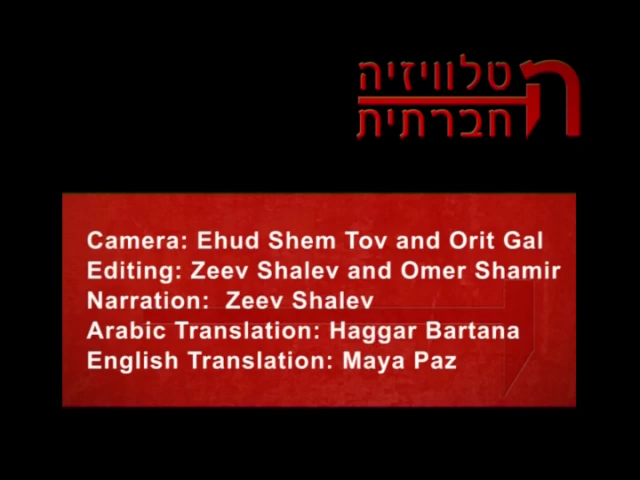 הטלוויזיה
חברתית
Camera: Ehud Shem Tov and Orit Gal
Editing: Zeev Shalev and Omer Shamir
Narration:  Zeev Shalev
Arabic Translation: Haggar Bartana
English Translation: Maya Paz